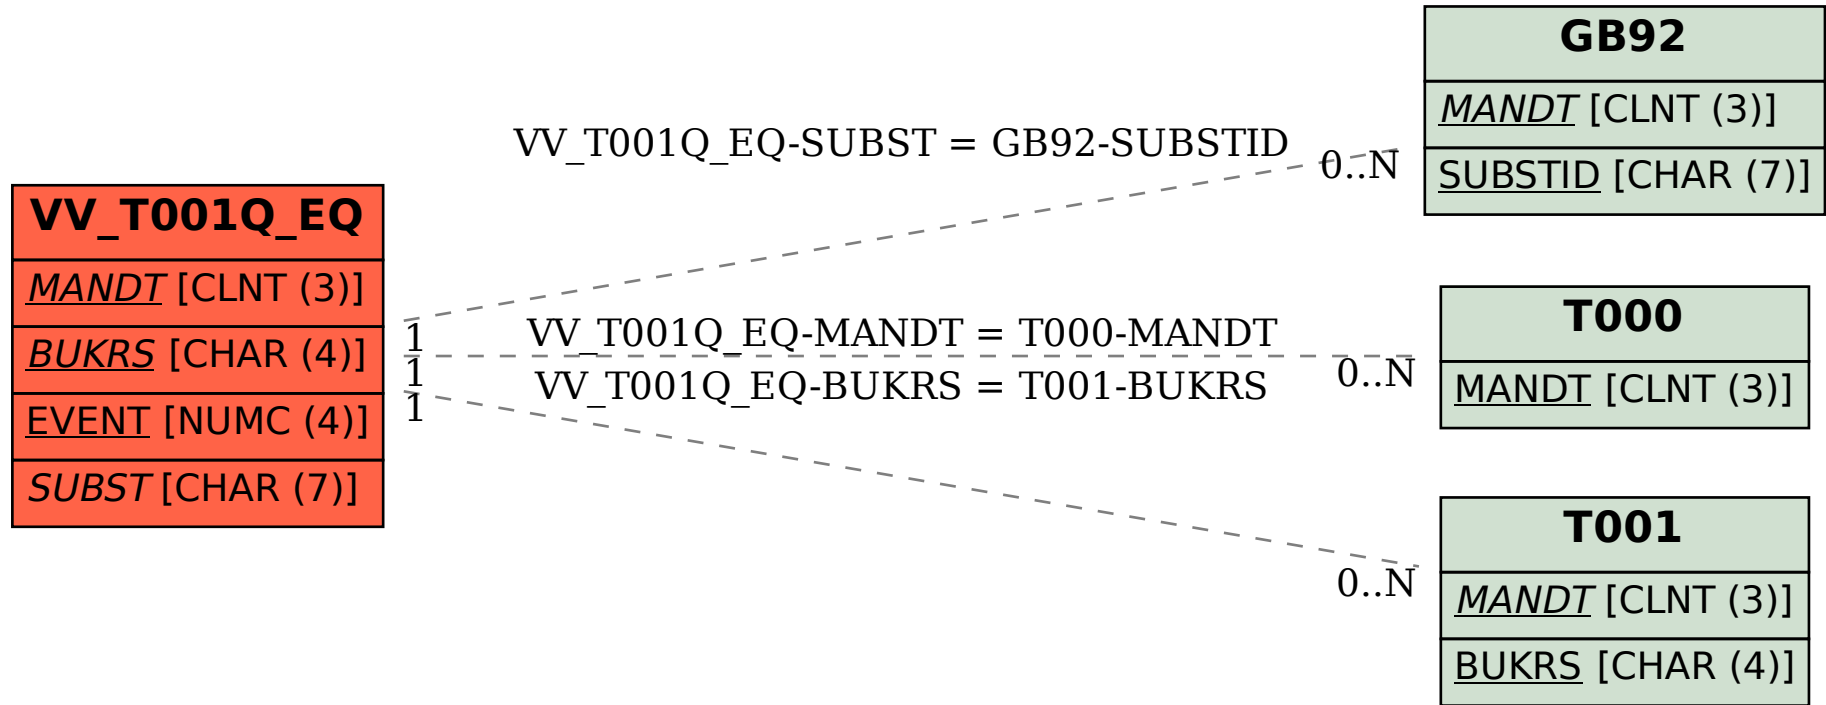 VV_T001Q_EQ
MANDT [CLNT (3)]
BUKRS [CHAR (4)]
EVENT [NUMC (4)]
SUBST [CHAR (7)]
VV_T001Q_EQ-SUBST = GB92-SUBSTID
1
0..N
VV_T001Q_EQ-MANDT = T000-MANDT
1
0..N
VV_T001Q_EQ-BUKRS = T001-BUKRS
1
0..N
GB92
MANDT [CLNT (3)]
SUBSTID [CHAR (7)]
T000
MANDT [CLNT (3)]
T001
MANDT [CLNT (3)]
BUKRS [CHAR (4)]